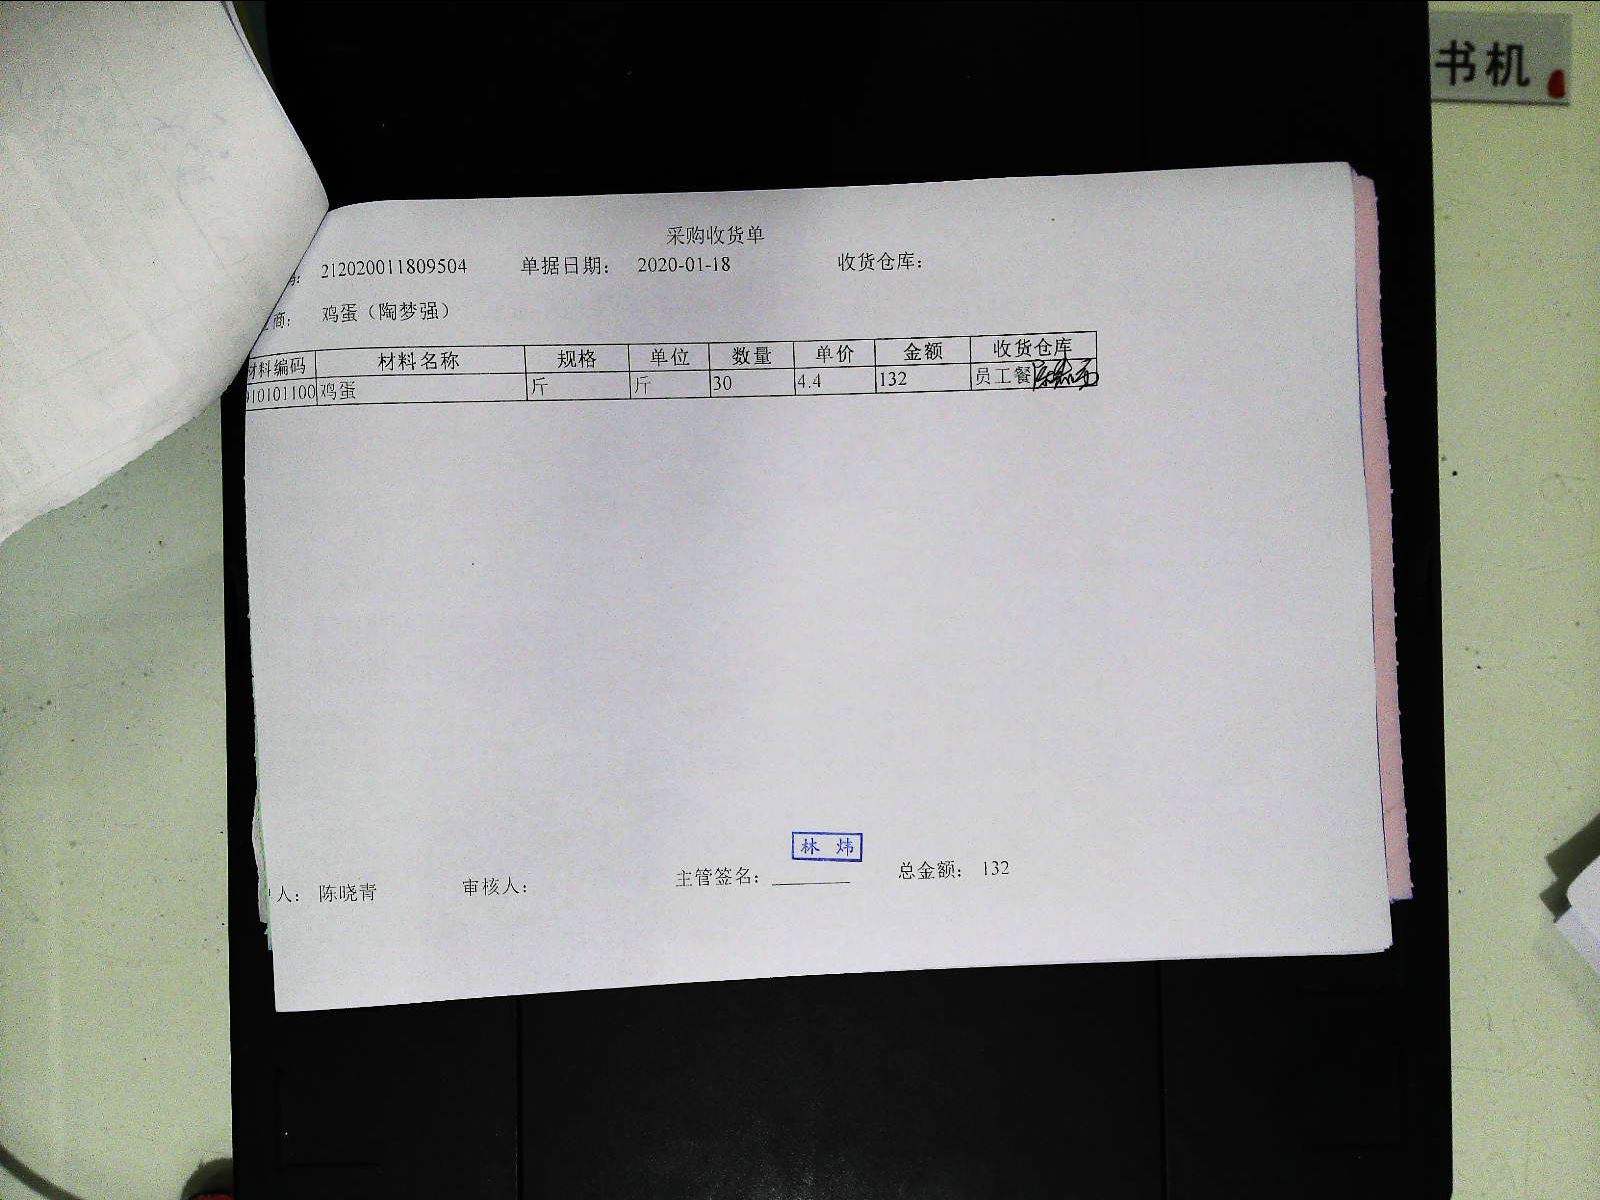 书机
采购收货单
212020011809504 单据日期： 2020-01-18 收货仓库：
商： 鸡蛋（陶梦强）
材料编码 材料名称 规格 单位 数量 单价 金额 收货仓库
10101100 鸡蛋 斤 斤 30 4.4 132 员工餐
林 炜
人： 陈晓青 审核人： 主管签名： 总金额： 132